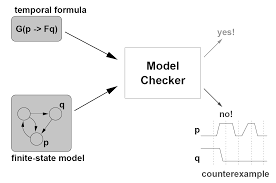 temporal formula
G(p -> Fq)
yes!
Model
Checker
q
p
finite-state model
no!
p
q
counterexample